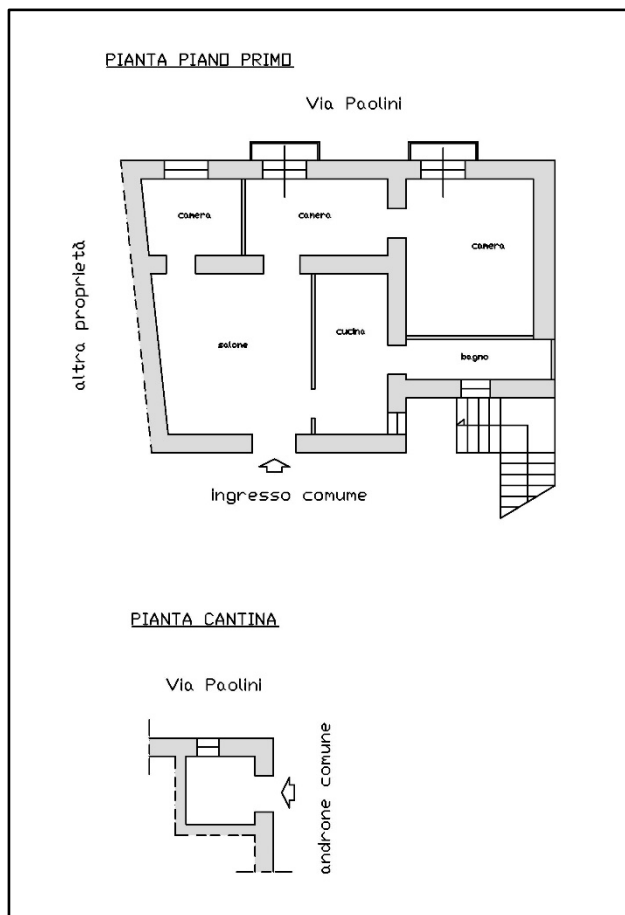 PIANTA PIANO PRIMO
Via Paolini
camera
camera
camera
altra proprietà
salone
cucina
bagno
Ingresso comume
PIANTA CANTINA
Via Paolini
androne comune